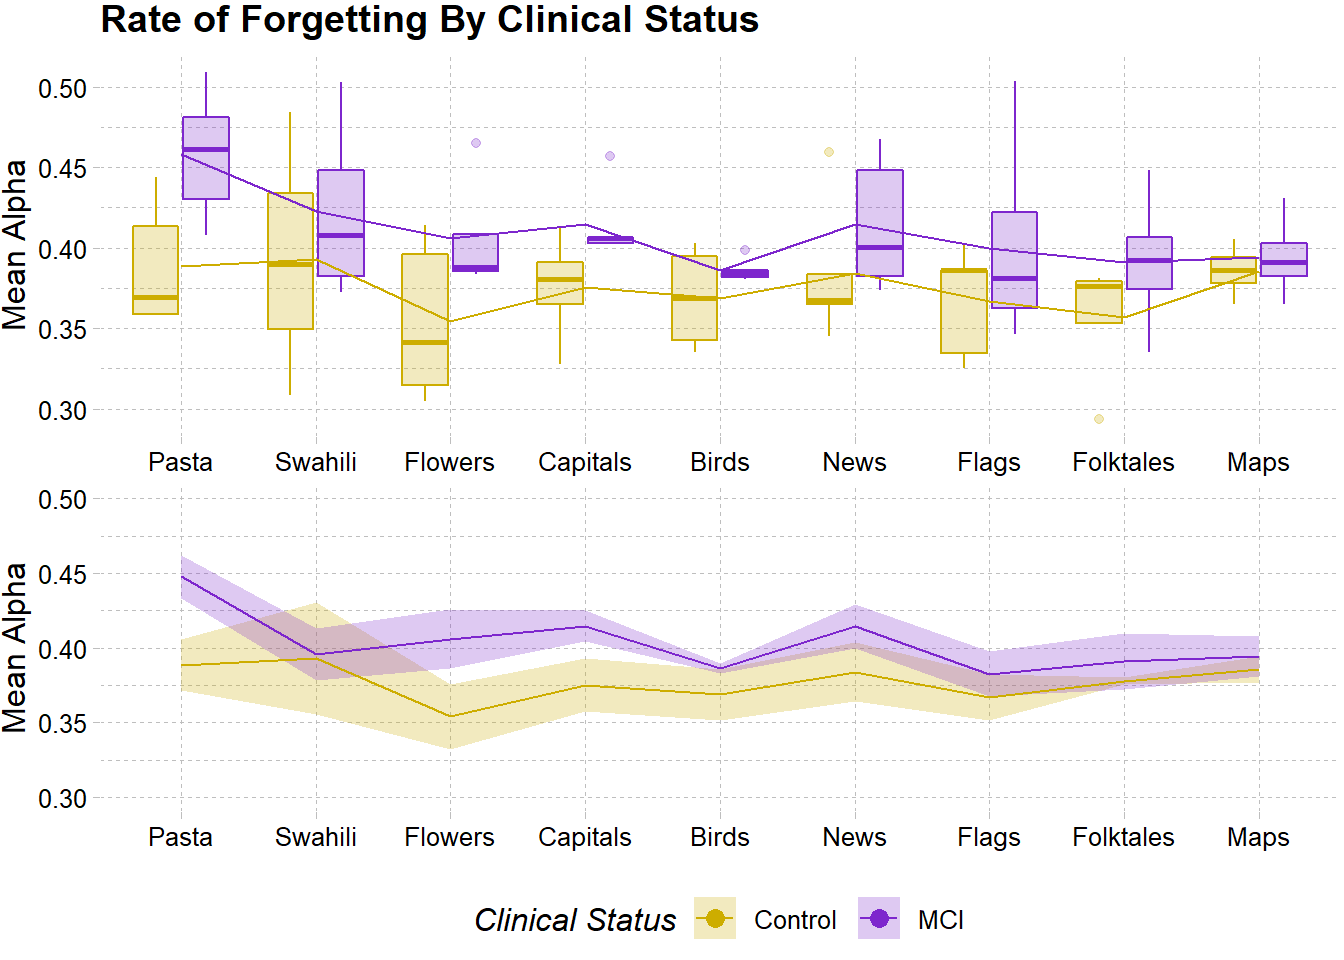 Rate of Forgetting By Clinical Status
Mean Alpha
0.50
0.45
0.40
0.35
0.30
Pasta Swahili Flowers Capitals Birds News Flags Folktales Maps
Mean Alpha
0.50
0.45
0.40
0.35
0.30
Pasta Swahili Flowers Capitals Birds News Flags Folktales Maps
Clinical Status Control MCI